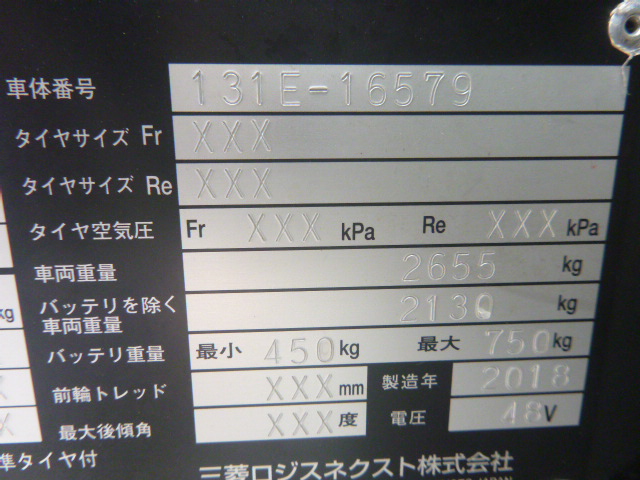 車体番号 131E-16579
タイヤサイズ Fr XXX
タイヤサイズ Re XXX
タイヤ空気圧 Fr XXX kPa Re XXX kPa
車両重量 2655 kg
kg バッテリを除く車両重量 2130 kg
バッテリ重量 最小 450 kg 最大 750 kg
前輪トレッド XXX mm 製造年 2018
最大後傾角 XXX 度 電圧 48 V
準タイヤ付
三菱ロジスネクスト株式会社